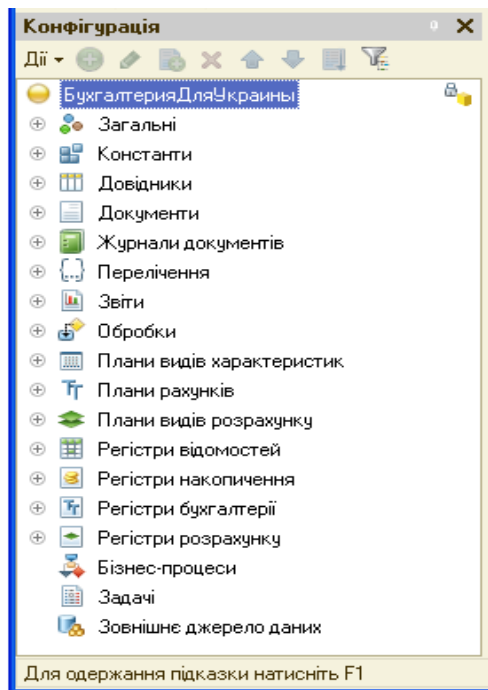 Конфігурація
Дії
БухгалтерияДляУкраины
Загальні
Константи
Довідники
Документи
Журнали документів
Перелічення
Звіти
Обробки
Плани видів характеристик
Плани рахунків
Плани видів розрахунку
Регістри відомостей
Регістри накопичення
Регістри бухгалтерії
Регістри розрахунку
Бізнес-процеси
Задачі
Зовнішнє джерело даних
Для одержання підказки натисніть F1